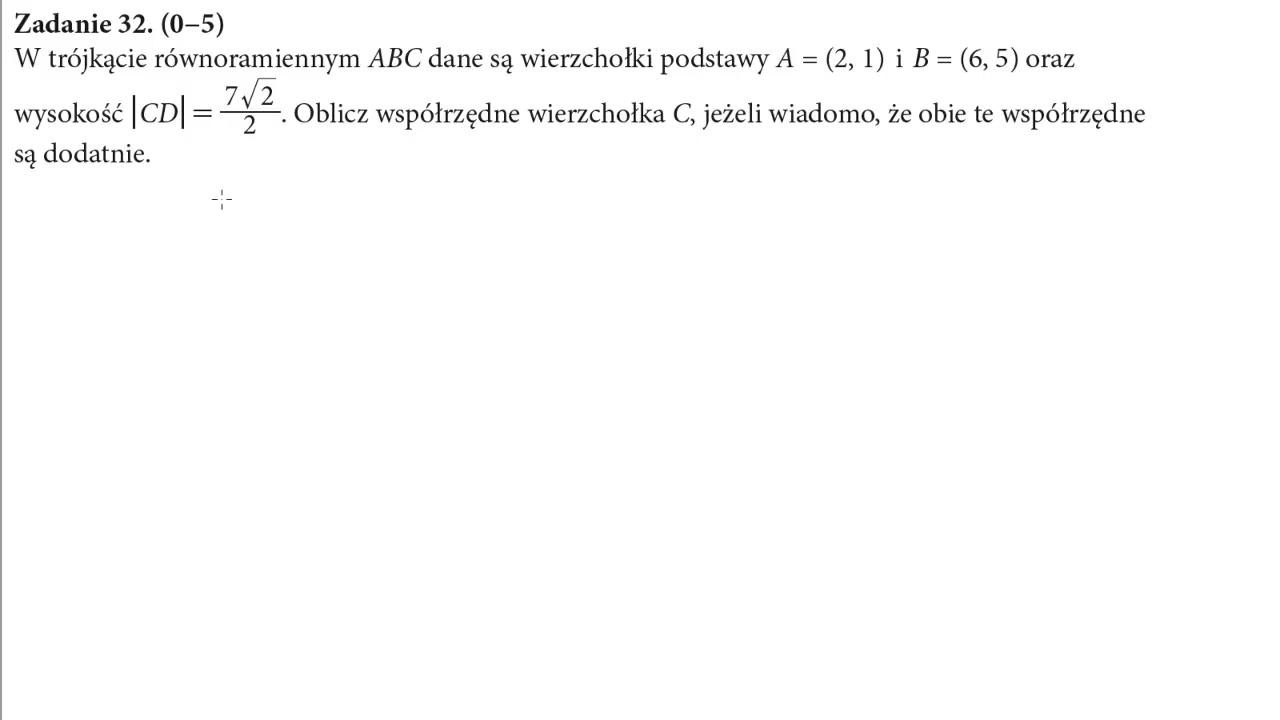 Zadanie 32. (0–5)
W trójkącie równoramiennym ABC dane są wierzchołki podstawy A = (2, 1) i B = (6, 5) oraz
wysokość |CD| = 7√2/2. Oblicz współrzędne wierzchołka C, jeżeli wiadomo, że obie te współrzędne
są dodatnie.